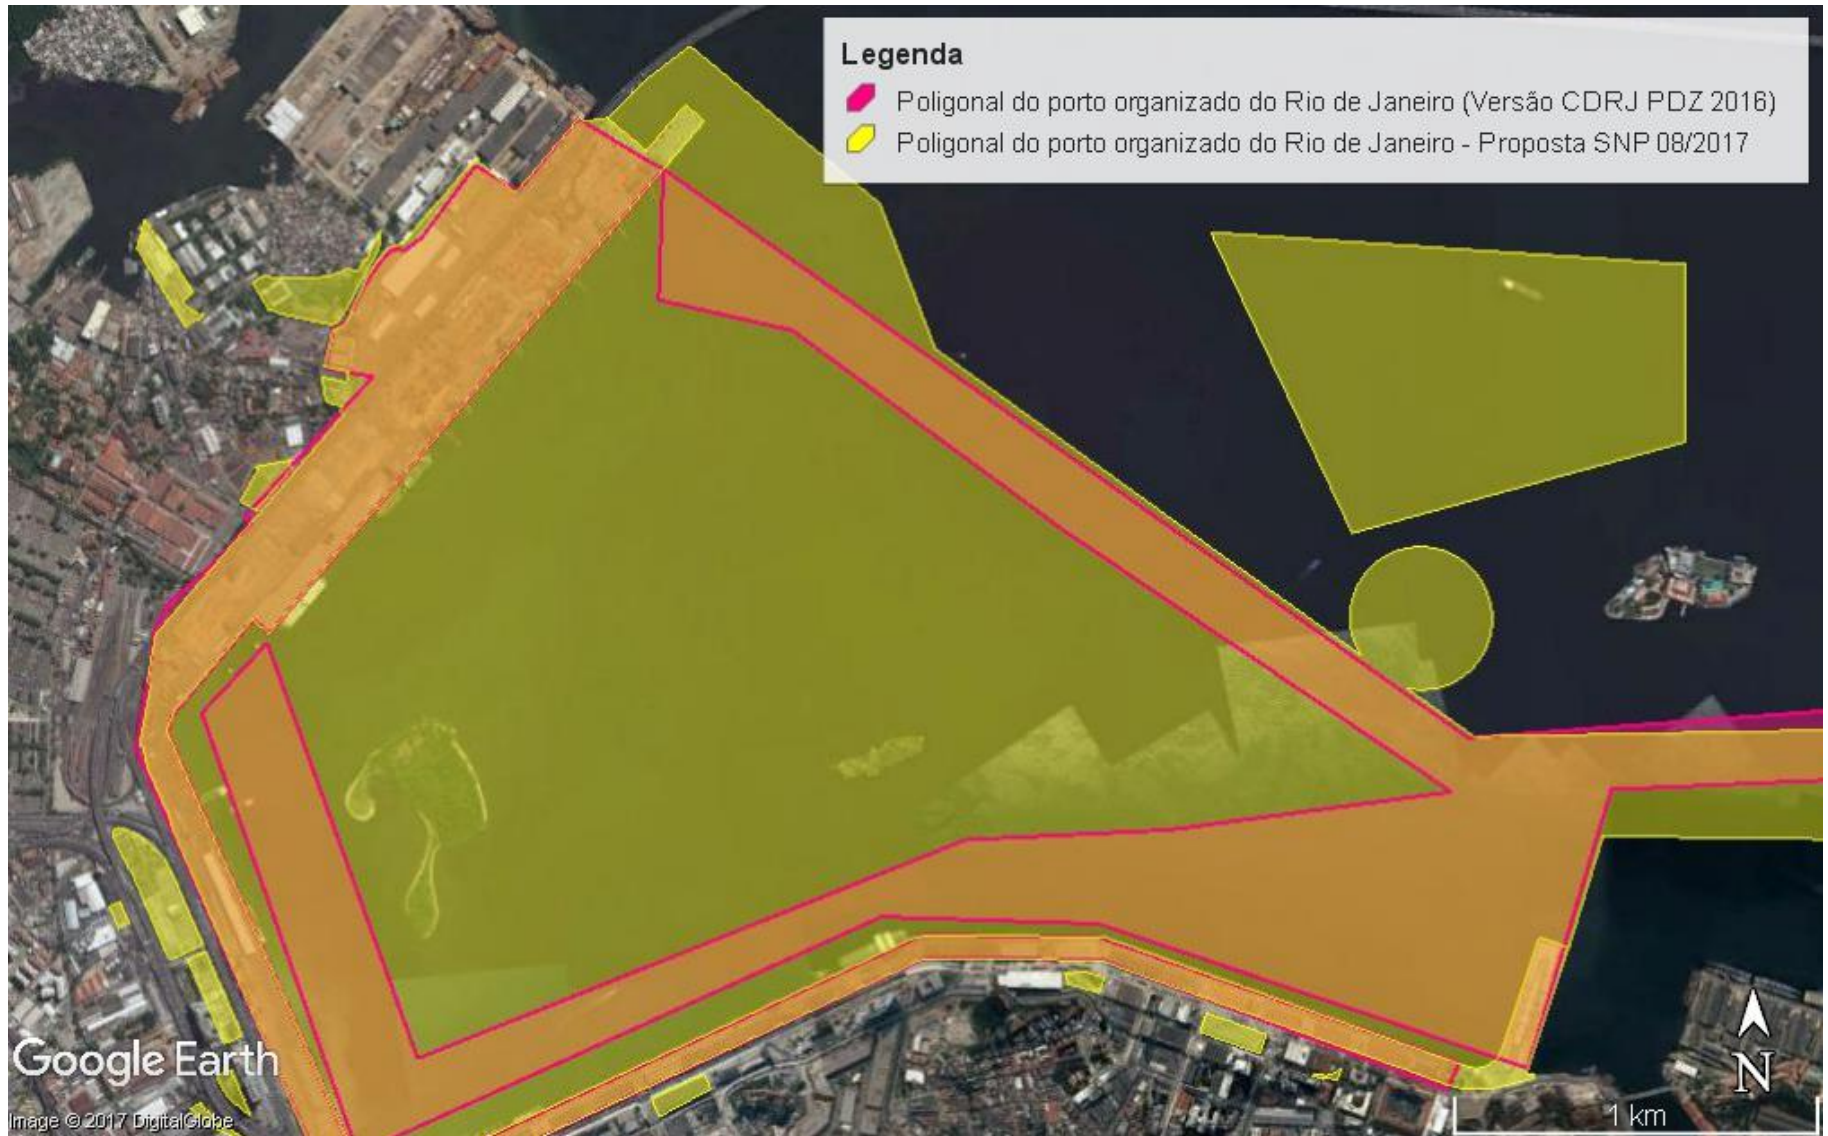 Legenda
Poligonal do porto organizado do Rio de Janeiro (Versão CDRJ PDZ 2016)
Poligonal do porto organizado do Rio de Janeiro - Proposta SNP 08/2017
Google Earth
Image © 2017 DigitalGlobe
N
1 km